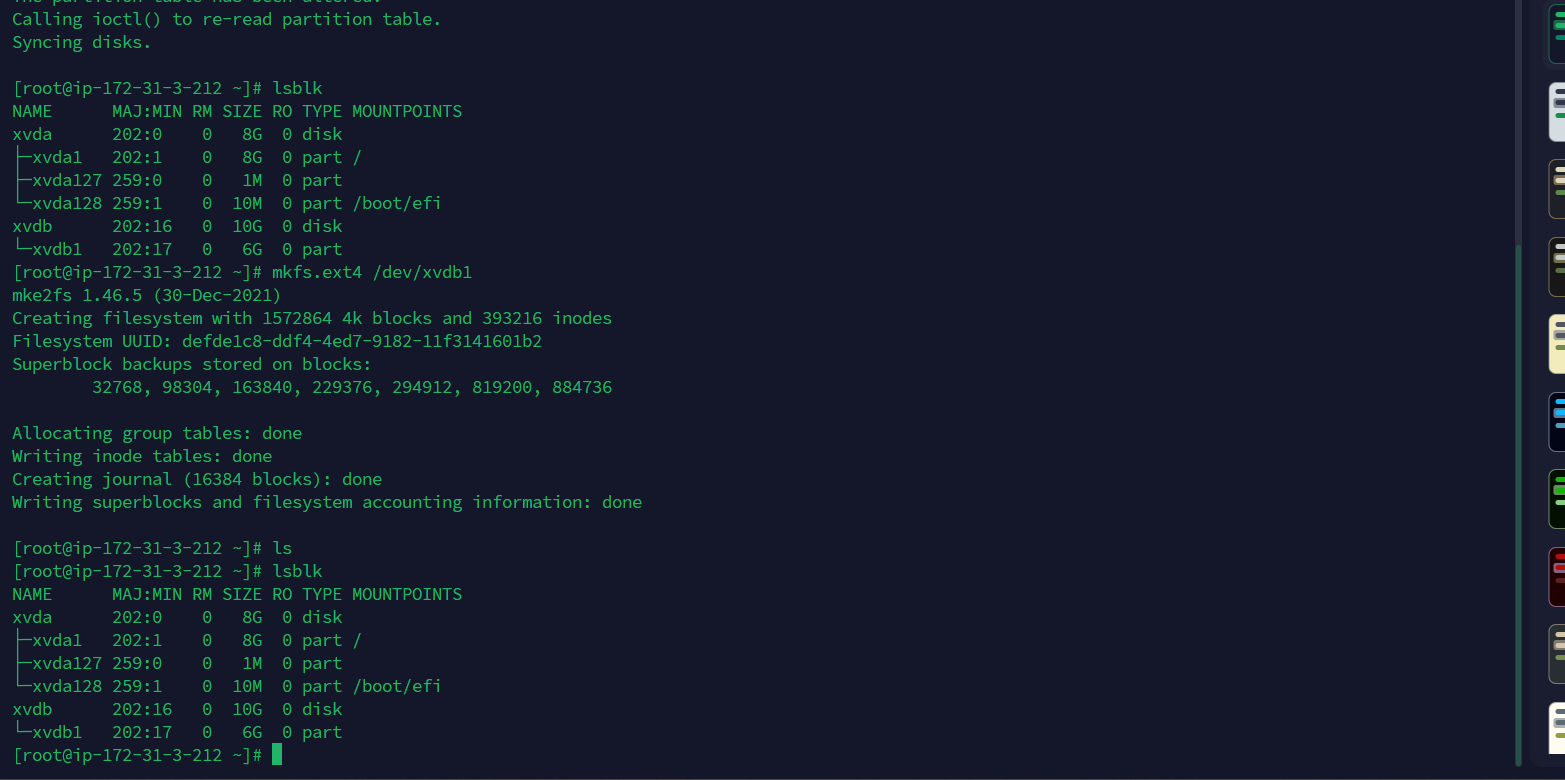 The partition table has been altered.
Calling ioctl() to re-read partition table.
Syncing disks.
[root@ip-172-31-3-212 ~]# lsblk
NAME      MAJ:MIN RM SIZE RO TYPE MOUNTPOINTS
xvda      202:0    0   8G  0 disk
├─xvda1   202:1    0   8G  0 part /
├─xvda127 259:0    0   1M  0 part
└─xvda128 259:1    0  10M  0 part /boot/efi
xvdb      202:16   0  10G  0 disk
└─xvdb1   202:17   0   6G  0 part
[root@ip-172-31-3-212 ~]# mkfs.ext4 /dev/xvdb1
mke2fs 1.46.5 (30-Dec-2021)
Creating filesystem with 1572864 4k blocks and 393216 inodes
Filesystem UUID: defde1c8-ddf4-4ed7-9182-11f3141601b2
Superblock backups stored on blocks:
        32768, 98304, 163840, 229376, 294912, 819200, 884736
Allocating group tables: done
Writing inode tables: done
Creating journal (16384 blocks): done
Writing superblocks and filesystem accounting information: done
[root@ip-172-31-3-212 ~]# ls
[root@ip-172-31-3-212 ~]# lsblk
NAME      MAJ:MIN RM SIZE RO TYPE MOUNTPOINTS
xvda      202:0    0   8G  0 disk
├─xvda1   202:1    0   8G  0 part /
├─xvda127 259:0    0   1M  0 part
└─xvda128 259:1    0  10M  0 part /boot/efi
xvdb      202:16   0  10G  0 disk
└─xvdb1   202:17   0   6G  0 part
[root@ip-172-31-3-212 ~]#